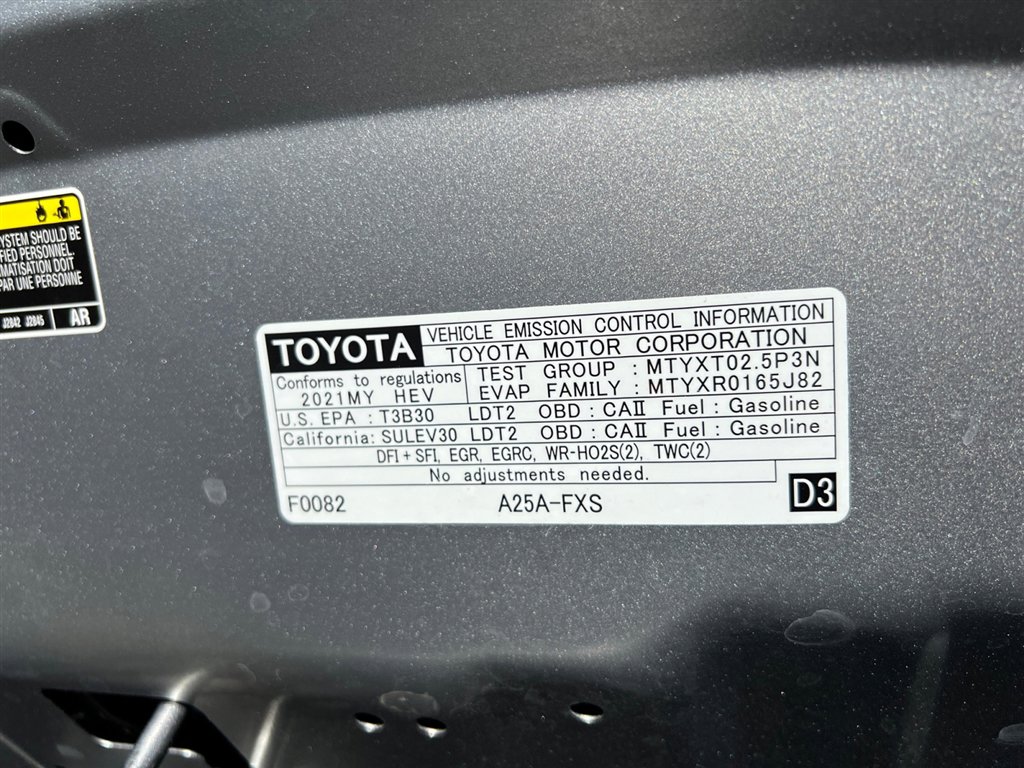 YSTEM SHOULD BE
FIED PERSONNEL.
MATISATION DOIT
PAR UNE PERSONNE
J2842 J2845 AR
TOYOTA VEHICLE EMISSION CONTROL INFORMATION
TOYOTA MOTOR CORPORATION
Conforms to regulations TEST GROUP : MTYXT02.5P3N
2021MY HEV EVAP FAMILY : MTYXR0165J82
U.S. EPA : T3B30 LDT2 OBD : CAⅡ Fuel : Gasoline
California: SULEV30 LDT2 OBD : CAⅡ Fuel : Gasoline
DFI + SFI, EGR, EGRC, WR-HO2S(2), TWC(2)
No adjustments needed.
F0082 A25A-FXS D3